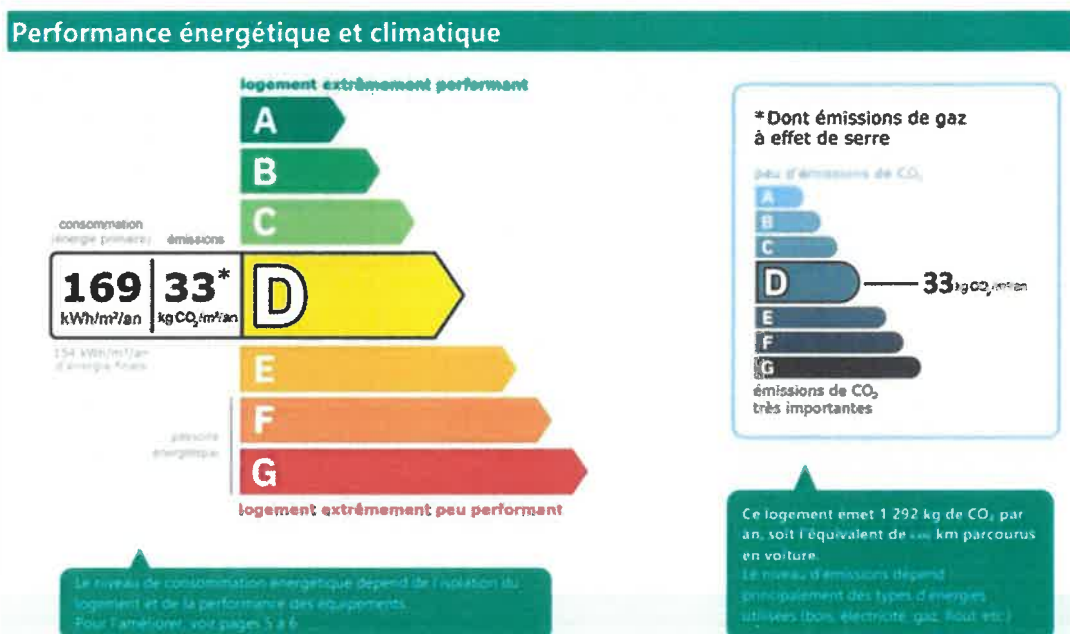 Performance énergétique et climatique
logement extrêmement performant
A
B
C
consommation
(énergie primaire)
émissions
169
kWh/m²/an
33*
kgCO₂/m²/an
D
154 kWh/m²/an
d'énergie finale
E
F
G
passoire
énergétique
logement extrêmement peu performant
*Dont émissions de gaz
à effet de serre
peu d'émissions de CO₂
A
B
C
D
33 kgCO₂/m²/an
E
F
G
émissions de CO₂
très importantes
Le niveau de consommation énergétique dépend de l'isolation du
logement et de la performance des équipements.
Pour l'améliorer, voir pages 5 à 6
Ce logement émet 1 292 kg de CO₂ par
an, soit l'équivalent de km parcourus
en voiture.
Le niveau d'émissions dépend
principalement des types d'énergies
utilisées (bois, électricité, gaz, fioul, etc.)